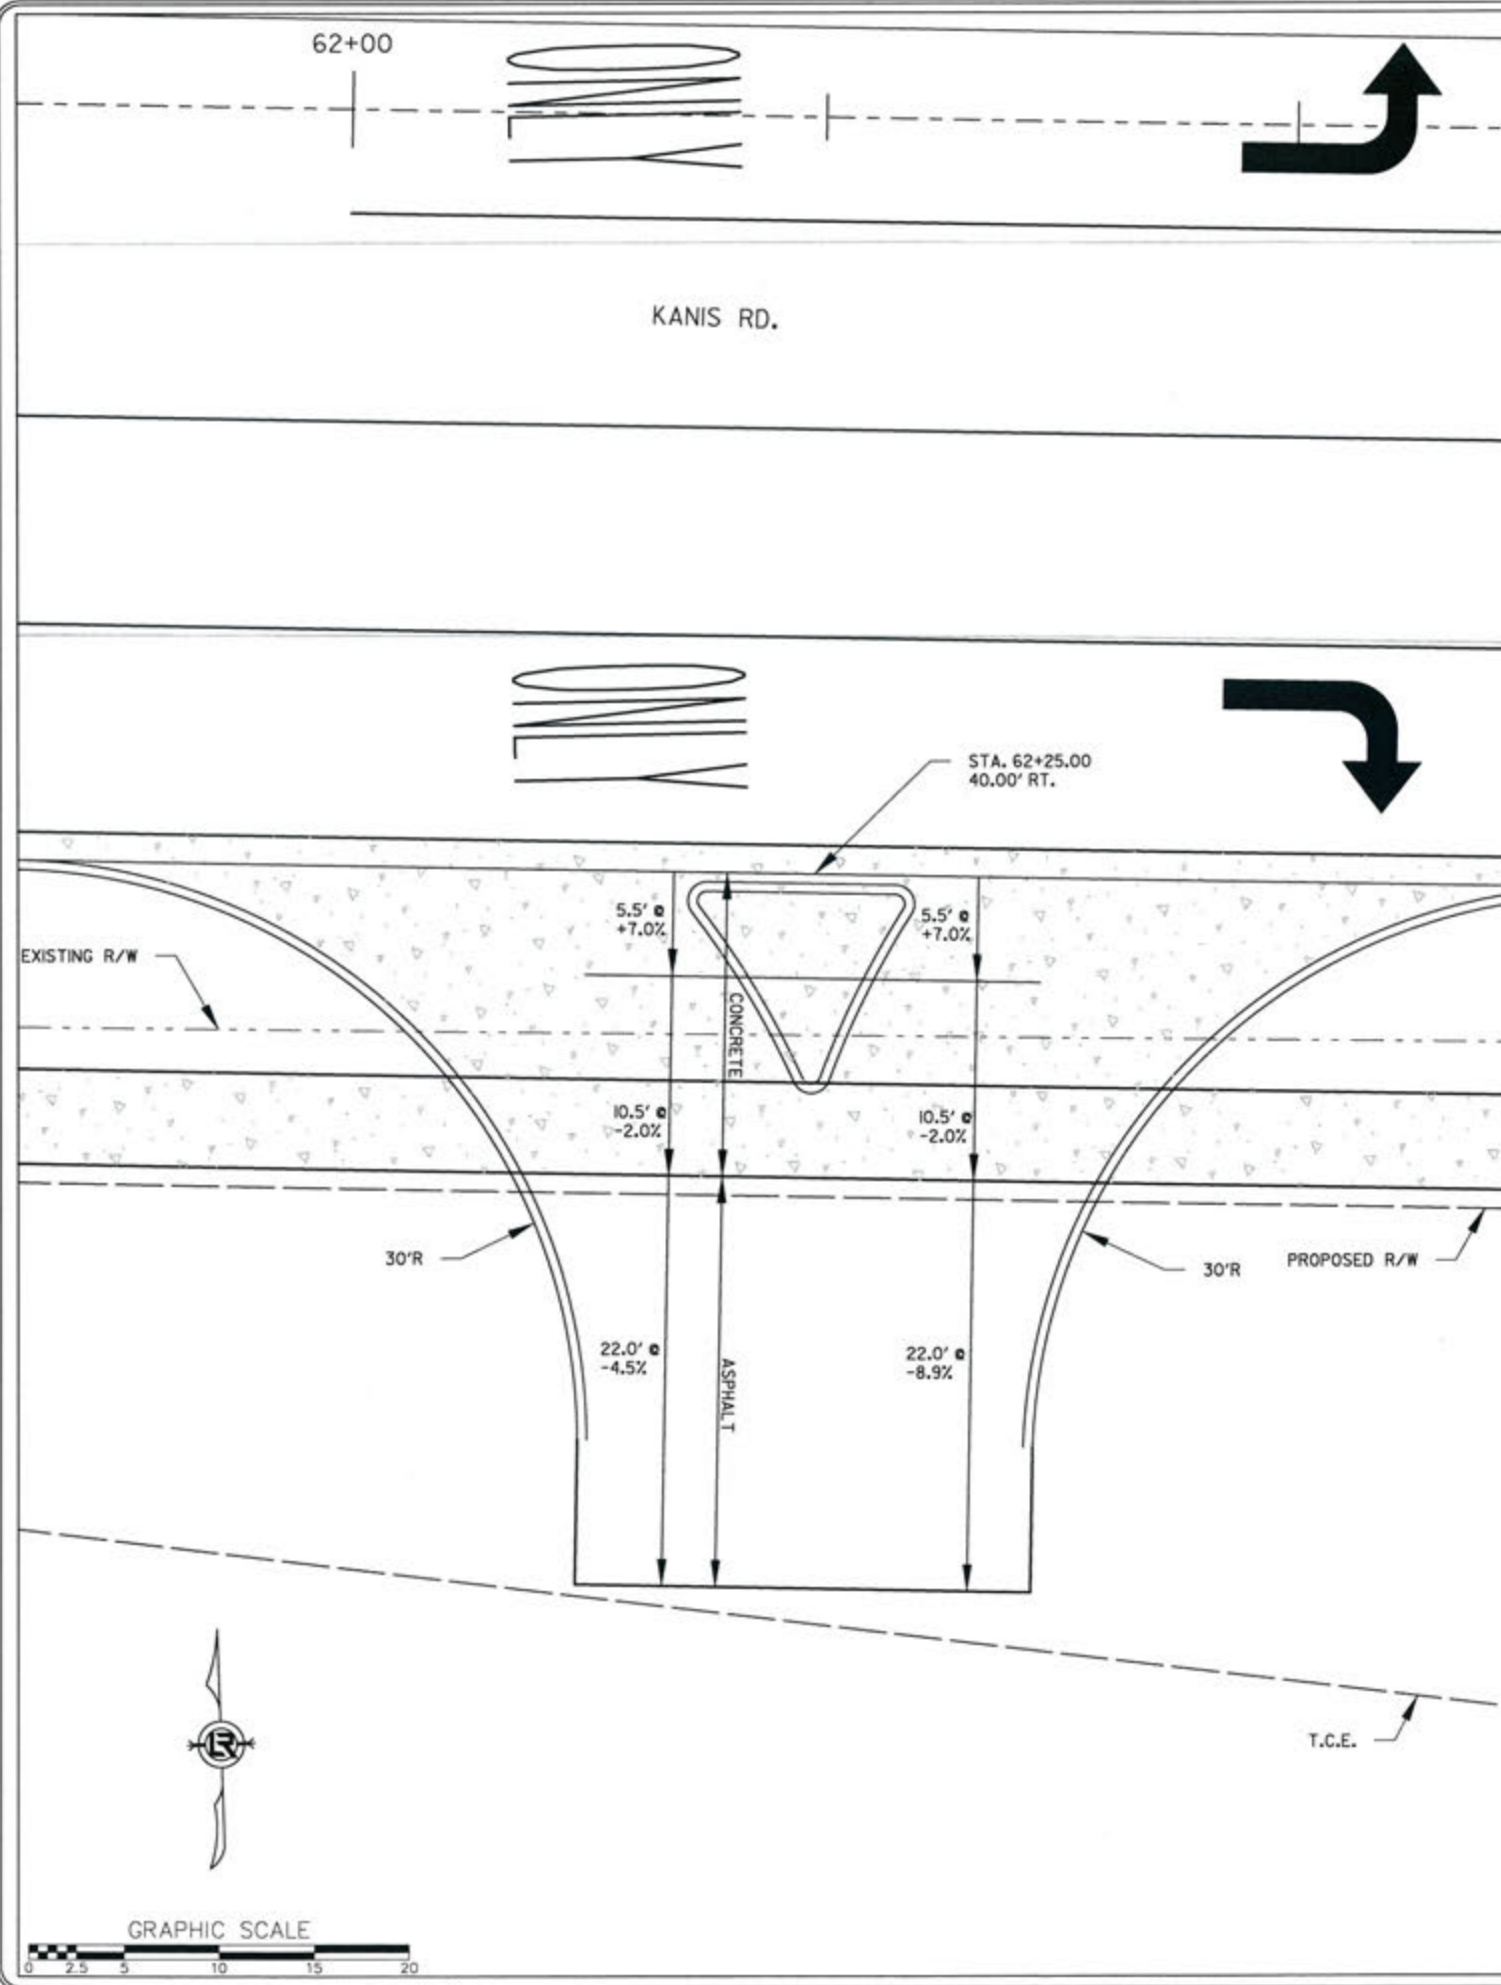 62+00
ONLY
KANIS RD.
ONLY
STA. 62+25.00
40.00' RT.
5.5' @
+7.0%
5.5' @
+7.0%
EXISTING R/W
CONCRETE
10.5' @
-2.0%
10.5' @
-2.0%
30'R
30'R
PROPOSED R/W
22.0' @
-4.5%
ASPHALT
22.0' @
-8.9%
T.C.E.
LR
GRAPHIC SCALE
0 2.5 5 10 15 20